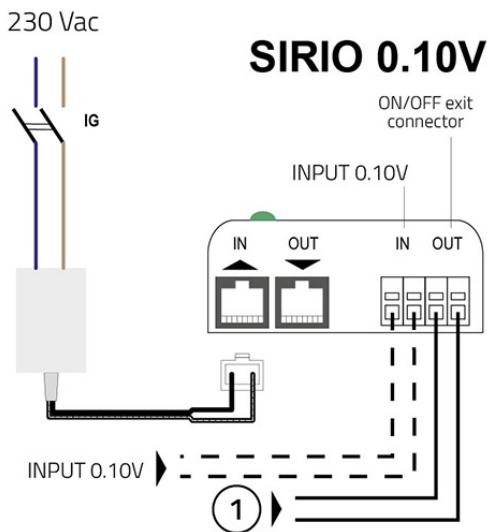 230 Vac
SIRIO 0.10V
IG
ON/OFF exit
connector
INPUT 0.10V
IN OUT IN OUT
INPUT 0.10V
1